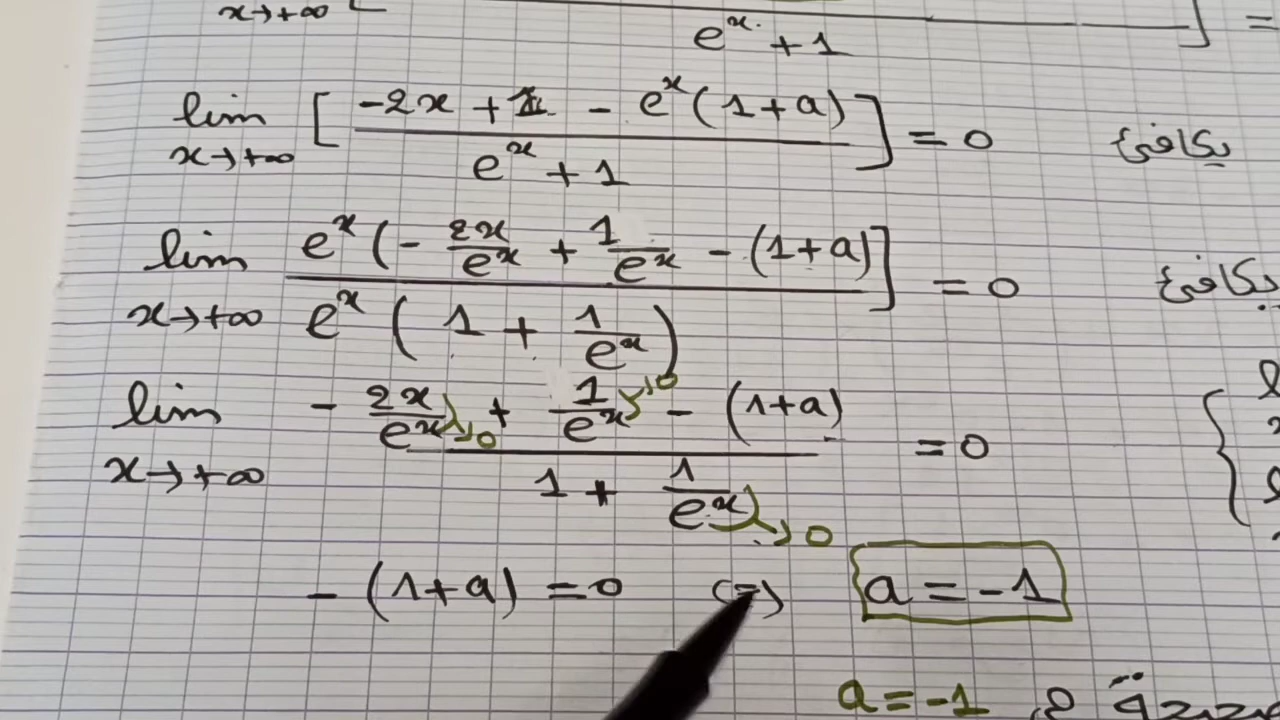 x→+∞ [ e^x + 1 ] =
lim x→+∞ [ (-2x + 1 - e^x(1+a)) / (e^x + 1) ] = 0 يكافئ
lim x→+∞ e^x(- 2x/e^x + 1/e^x - (1+a)] / e^x(1 + 1/e^x) = 0 يكافئ
lim x→+∞ (- 2x/e^x →0 + 1/e^x →0 - (1+a)) / (1 + 1/e^x →0) = 0
- (1+a) = 0 (=) a = -1
a = -1 و